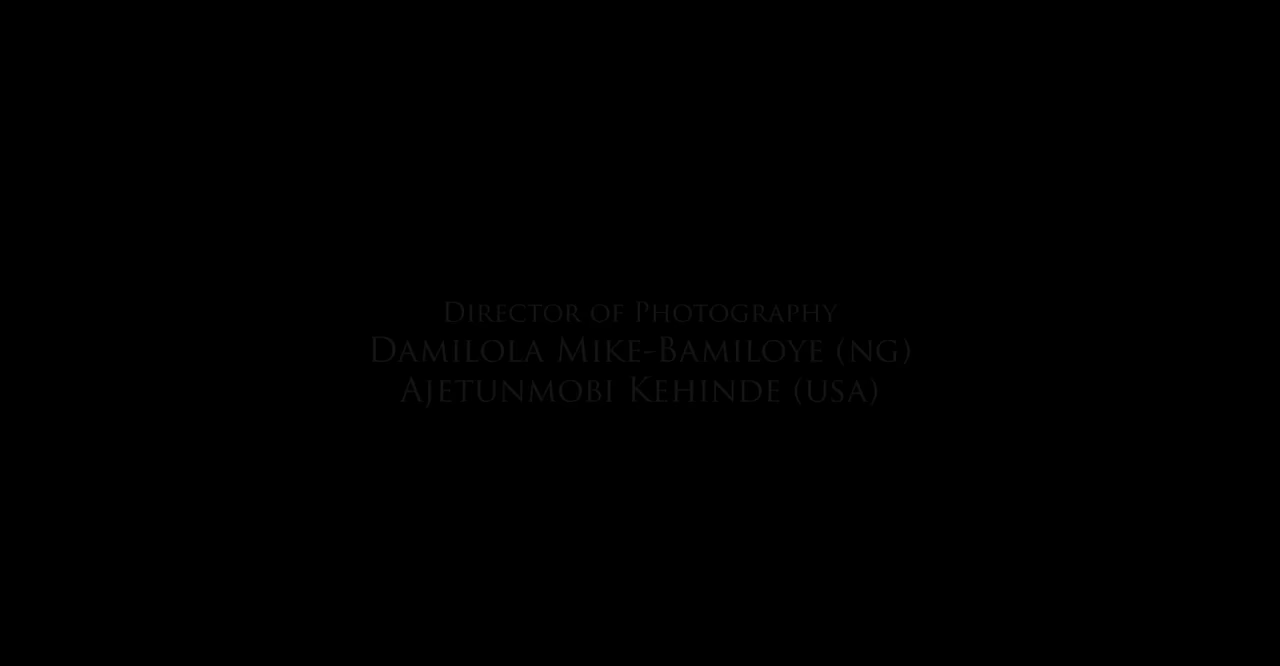 Director of Photography
Damilola Mike-Bamiloye (NG)
Ajetunmobi Kehinde (USA)